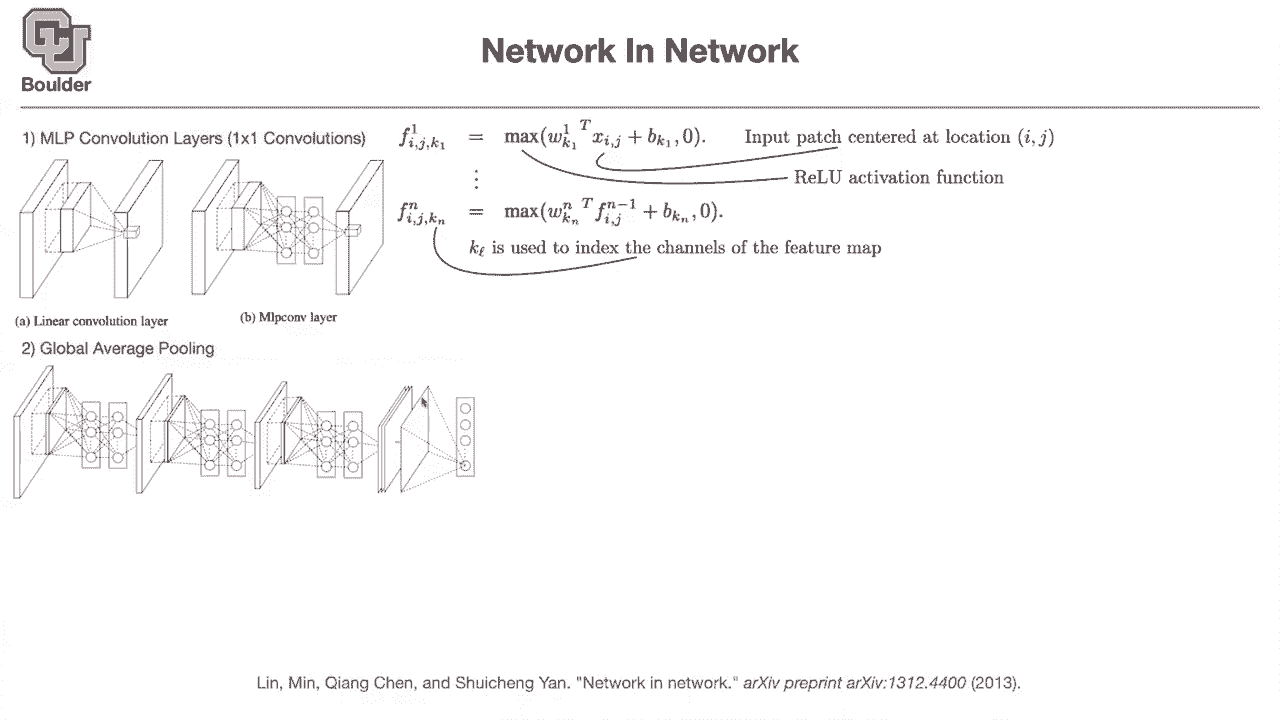 Boulder
Network In Network
1) MLP Convolution Layers (1x1 Convolutions)
f^1_{i,j,k_1} = max(w^1_{k_1}^T x_{i,j} + b_{k_1}, 0). Input patch centered at location (i, j)
⋮ ReLU activation function
f^n_{i,j,k_n} = max(w^n_{k_n}^T f^{n-1}_{i,j} + b_{k_n}, 0).
k_ℓ is used to index the channels of the feature map
(a) Linear convolution layer (b) Mlpconv layer
2) Global Average Pooling
Lin, Min, Qiang Chen, and Shuicheng Yan. "Network in network." arXiv preprint arXiv:1312.4400 (2013).